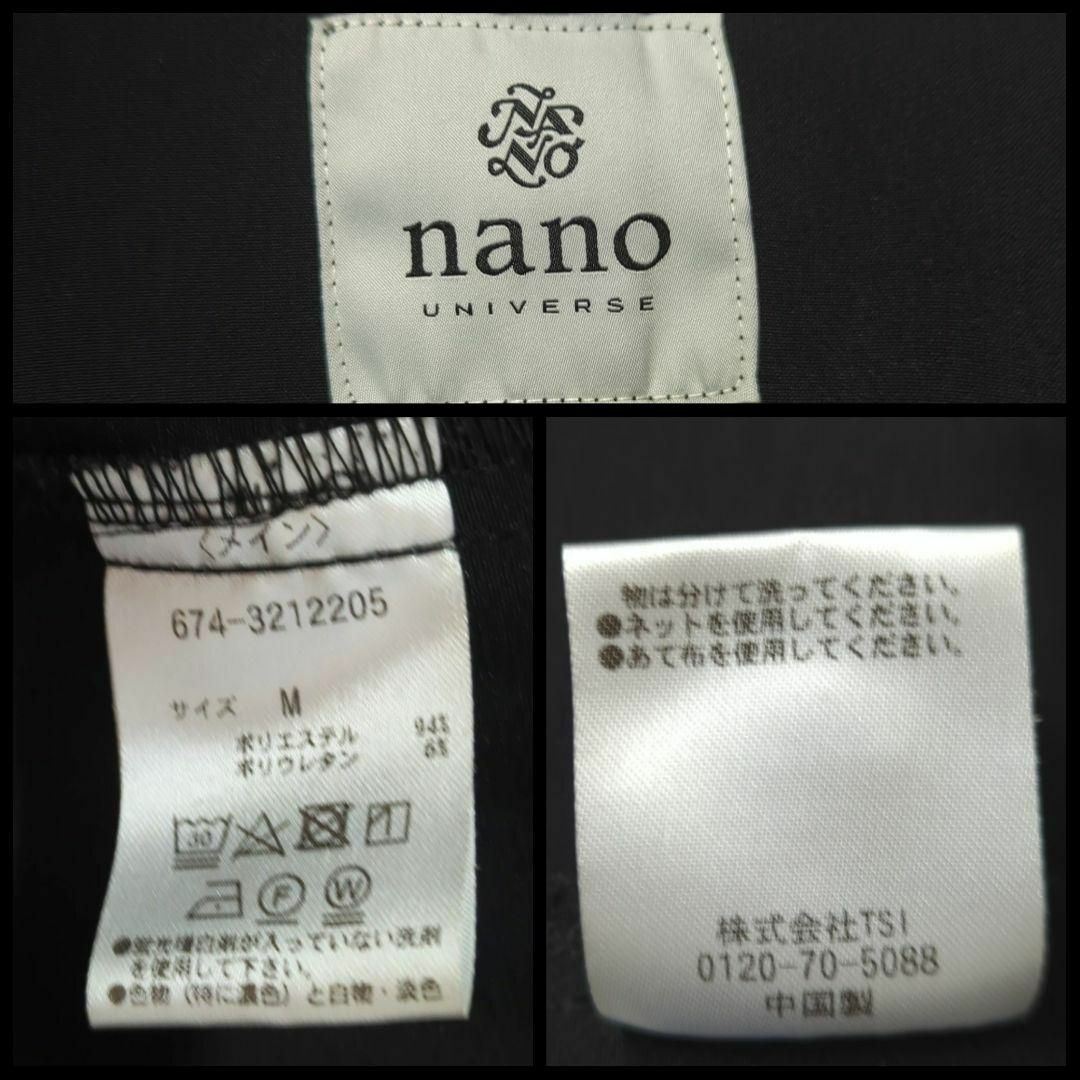 NANO
nano
UNIVERSE
〈メイン〉
674-3212205
サイズ M
ポリエステル 94%
ポリウレタン 6%
30
F W
●蛍光増白剤が入っていない洗剤
を使用して下さい。
●色物（特に濃色）と白物・淡色
物は分けて洗ってください。
●ネットを使用してください。
●あて布を使用してください。
株式会社TSI
0120-70-5088
中国製